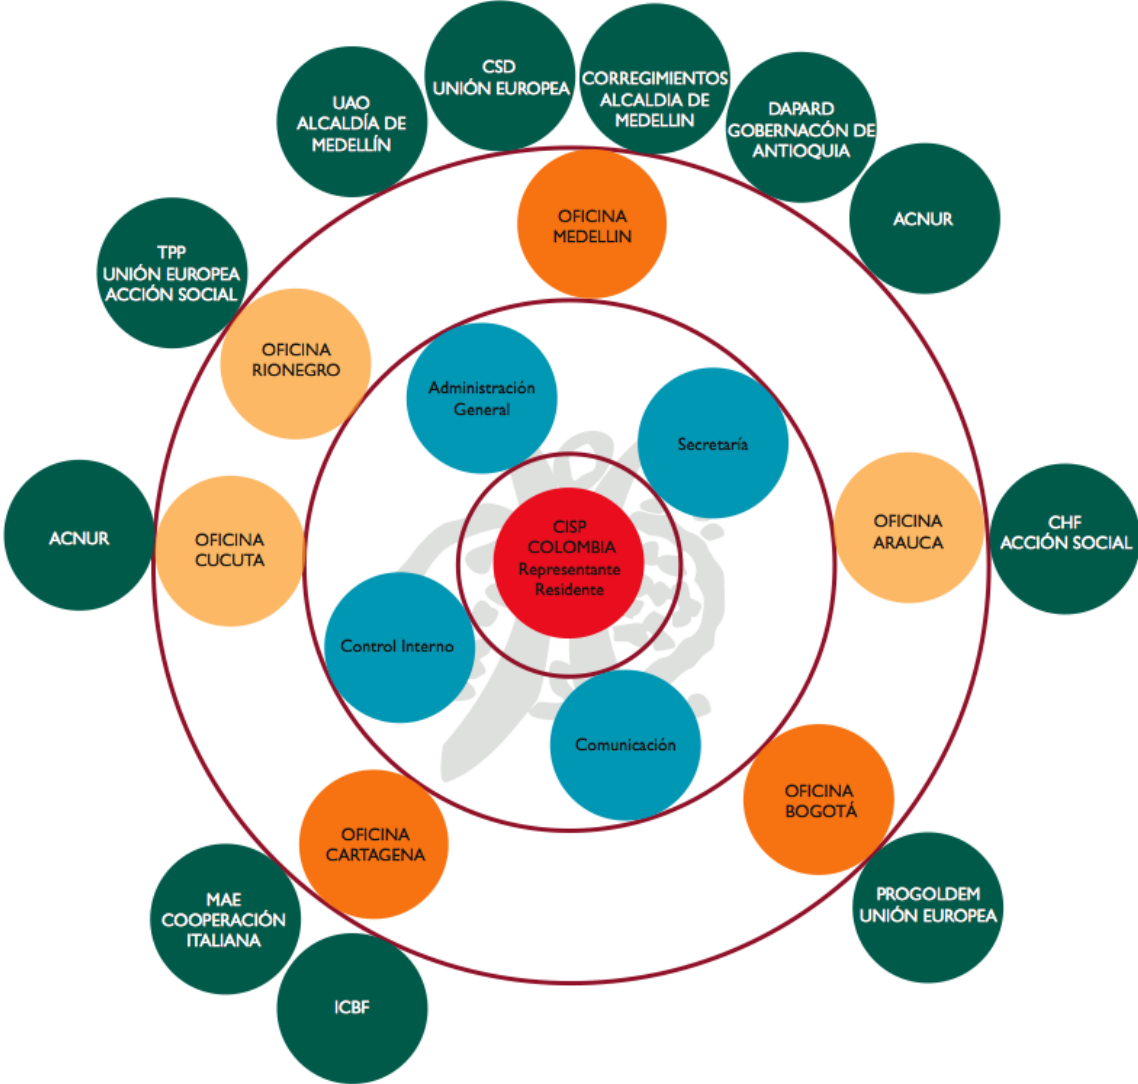 CSD
UNIÓN EUROPEA
CORREGIMIENTOS
ALCALDIA DE
MEDELLIN
UAO
ALCALDÍA DE
MEDELLÍN
DAPARD
GOBERNACÓN DE
ANTIOQUIA
ACNUR
OFICINA
MEDELLIN
TPP
UNIÓN EUROPEA
ACCIÓN SOCIAL
OFICINA
RIONEGRO
Administración
General
Secretaría
ACNUR
OFICINA
CUCUTA
CISP
COLOMBIA
Representante
Residente
OFICINA
ARAUCA
CHF
ACCIÓN SOCIAL
Control Interno
Comunicación
OFICINA
BOGOTÁ
OFICINA
CARTAGENA
MAE
COOPERACIÓN
ITALIANA
PROGOLDEM
UNIÓN EUROPEA
ICBF